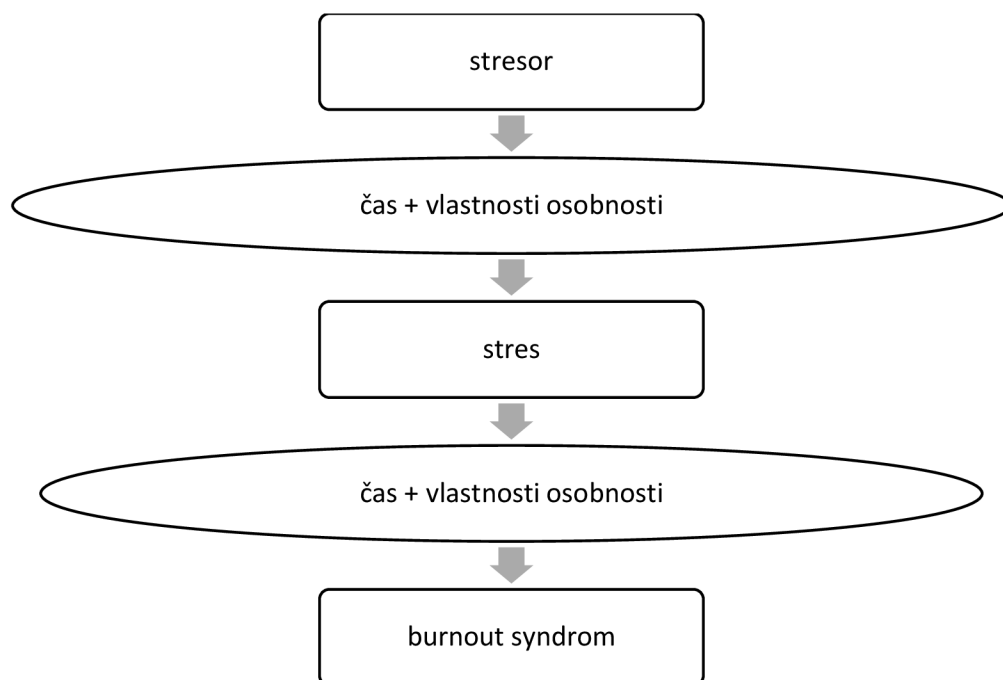 stresor
čas + vlastnosti osobnosti
stres
čas + vlastnosti osobnosti
burnout syndrom